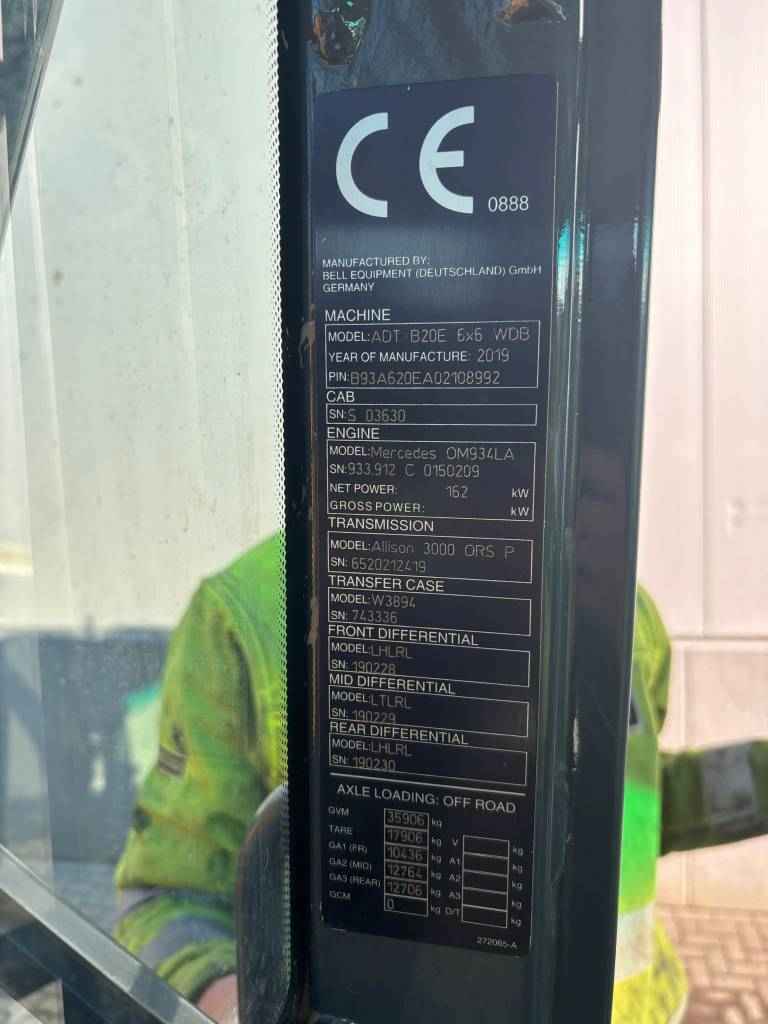 CE 0888
MANUFACTURED BY:
BELL EQUIPMENT (DEUTSCHLAND) GmbH
GERMANY
MACHINE
MODEL: ADT B20E 6x6 WDB
YEAR OF MANUFACTURE: 2019
PIN: B93A620EA02108992
CAB
SN: S 03630
ENGINE
MODEL: Mercedes OM934LA
SN: 933.912 C 0150209
NET POWER: 162 kW
GROSS POWER: kW
TRANSMISSION
MODEL: Allison 3000 ORS P
SN: 6520212419
TRANSFER CASE
MODEL: W3894
SN: 743336
FRONT DIFFERENTIAL
MODEL: LHLRL
SN: 190228
MID DIFFERENTIAL
MODEL: LTLRL
SN: 190229
REAR DIFFERENTIAL
MODEL: LHLRL
SN: 190230
AXLE LOADING: OFF ROAD
GVM 35906 kg
TARE 17906 kg V kg
GA1 (FR) 10436 kg A1 kg
GA2 (MID) 12764 kg A2 kg
GA3 (REAR) 12706 kg A3 kg
GCM 0 kg D/T kg
272065-A